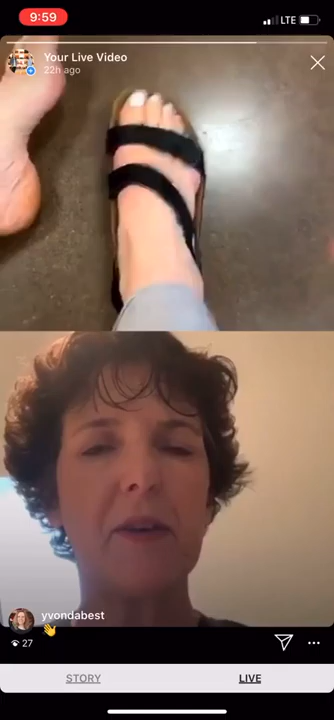 9:59
LTE
Your Live Video
22h ago
yvondabest
👋
27
STORY
LIVE